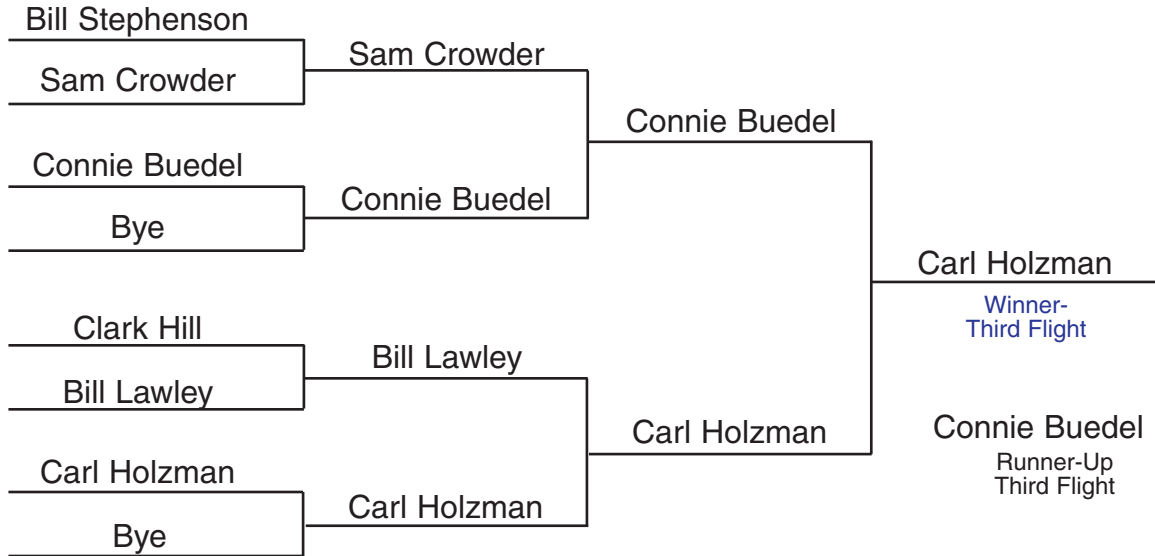 Bill Stephenson
Sam Crowder
Sam Crowder
Connie Buedel
Connie Buedel
Connie Buedel
Bye
Carl Holzman
Winner-
Third Flight
Clark Hill
Bill Lawley
Bill Lawley
Carl Holzman
Connie Buedel
Runner-Up
Third Flight
Carl Holzman
Carl Holzman
Bye